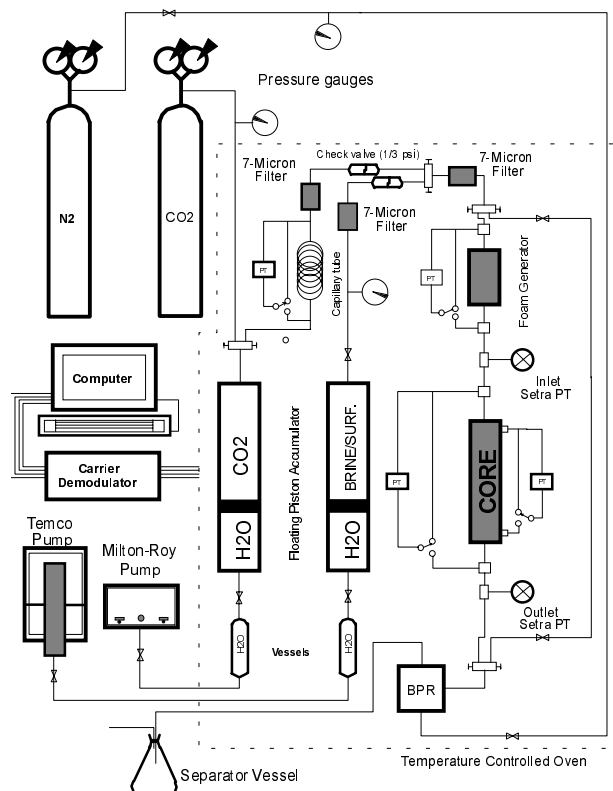 Pressure gauges
N2
CO2
Check valve (1/3 psi)
7-Micron
Filter
7-Micron
Filter
7-Micron
Filter
PT
Capillary tube
PT
Foam Generator
Inlet
Setra PT
Computer
Carrier
Demodulator
CO2
H2O
Floating Piston Accumulator
BRINE/SURF.
H2O
PT
CORE
PT
Temco
Pump
Milton-Roy
Pump
H2O
Vessels
H2O
Outlet
Setra PT
BPR
Separator Vessel
Temperature Controlled Oven